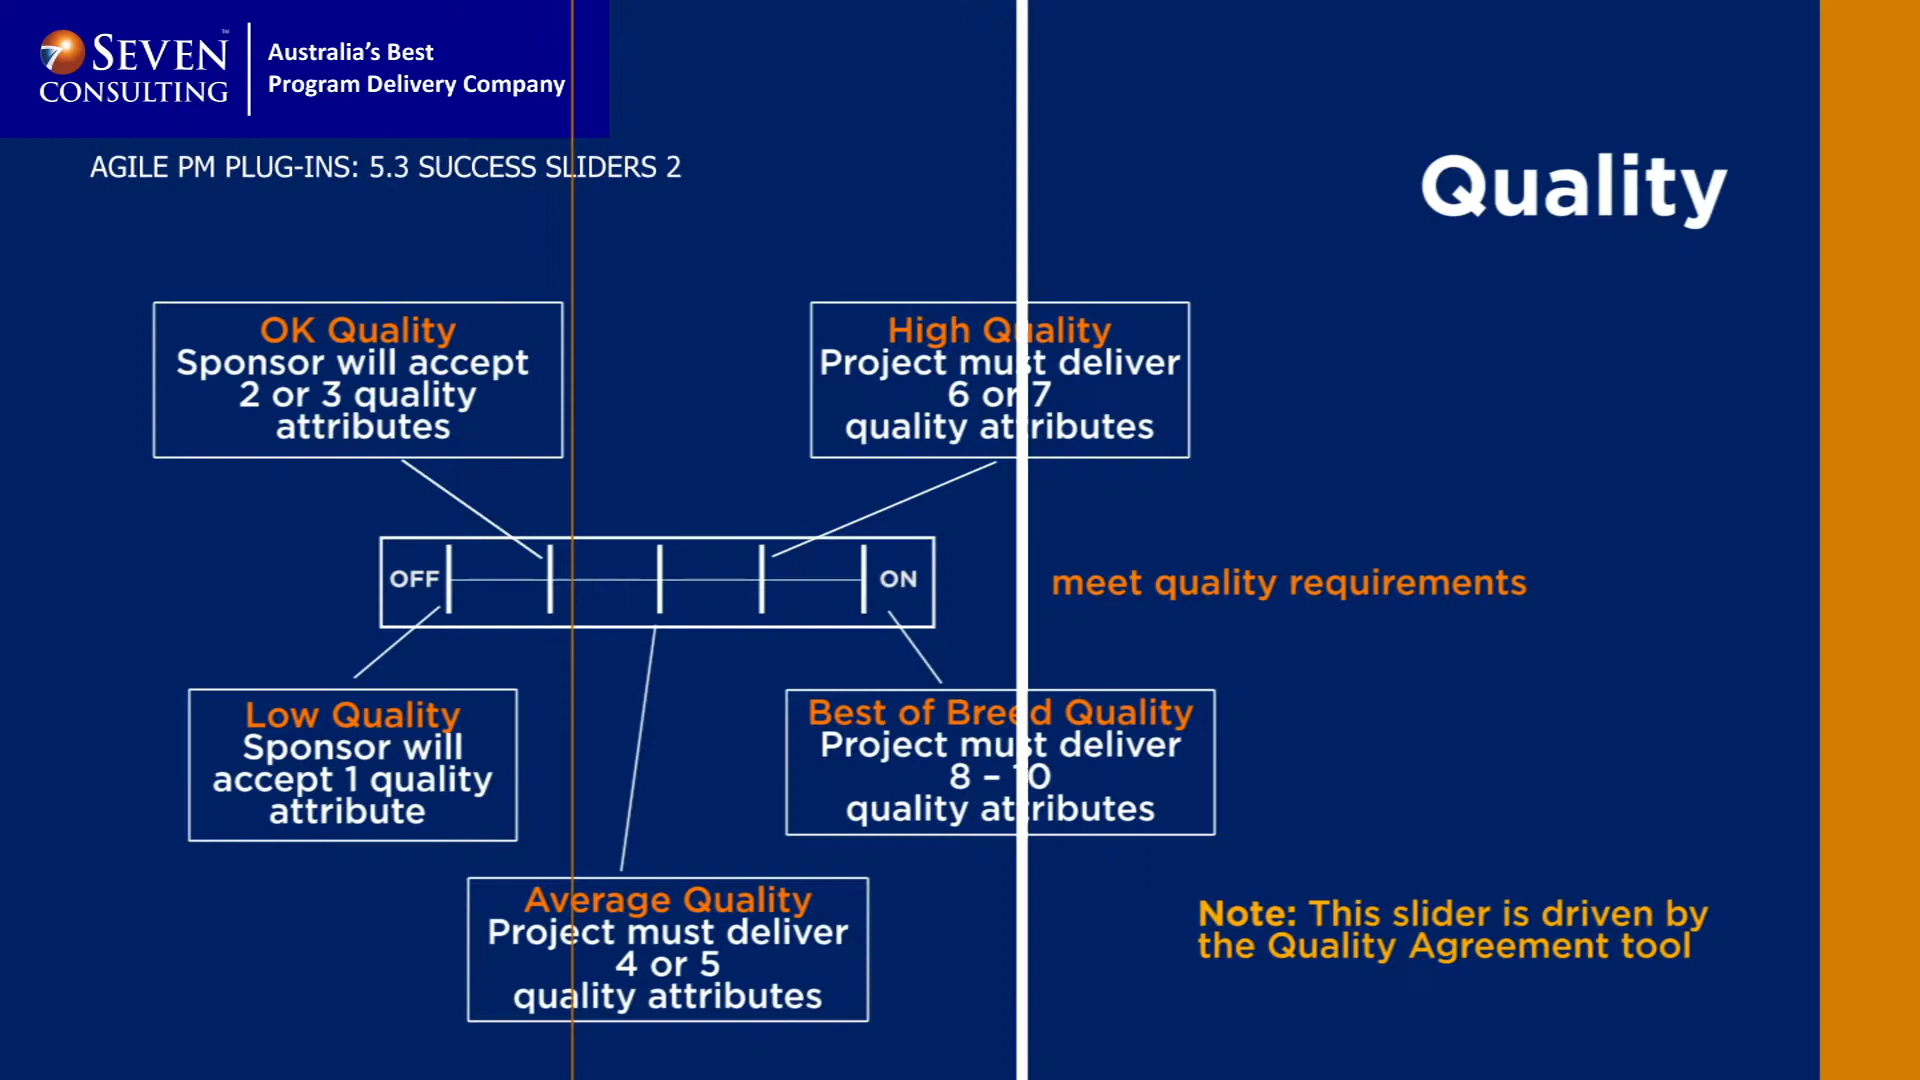 7 SEVEN™
CONSULTING
Australia's Best
Program Delivery Company
AGILE PM PLUG-INS: 5.3 SUCCESS SLIDERS 2
Quality
OK Quality
Sponsor will accept
2 or 3 quality
attributes
High Quality
Project must deliver
6 or 7
quality attributes
OFF
ON
meet quality requirements
Low Quality
Sponsor will
accept 1 quality
attribute
Best of Breed Quality
Project must deliver
8 – 10
quality attributes
Average Quality
Project must deliver
4 or 5
quality attributes
Note: This slider is driven by
the Quality Agreement tool